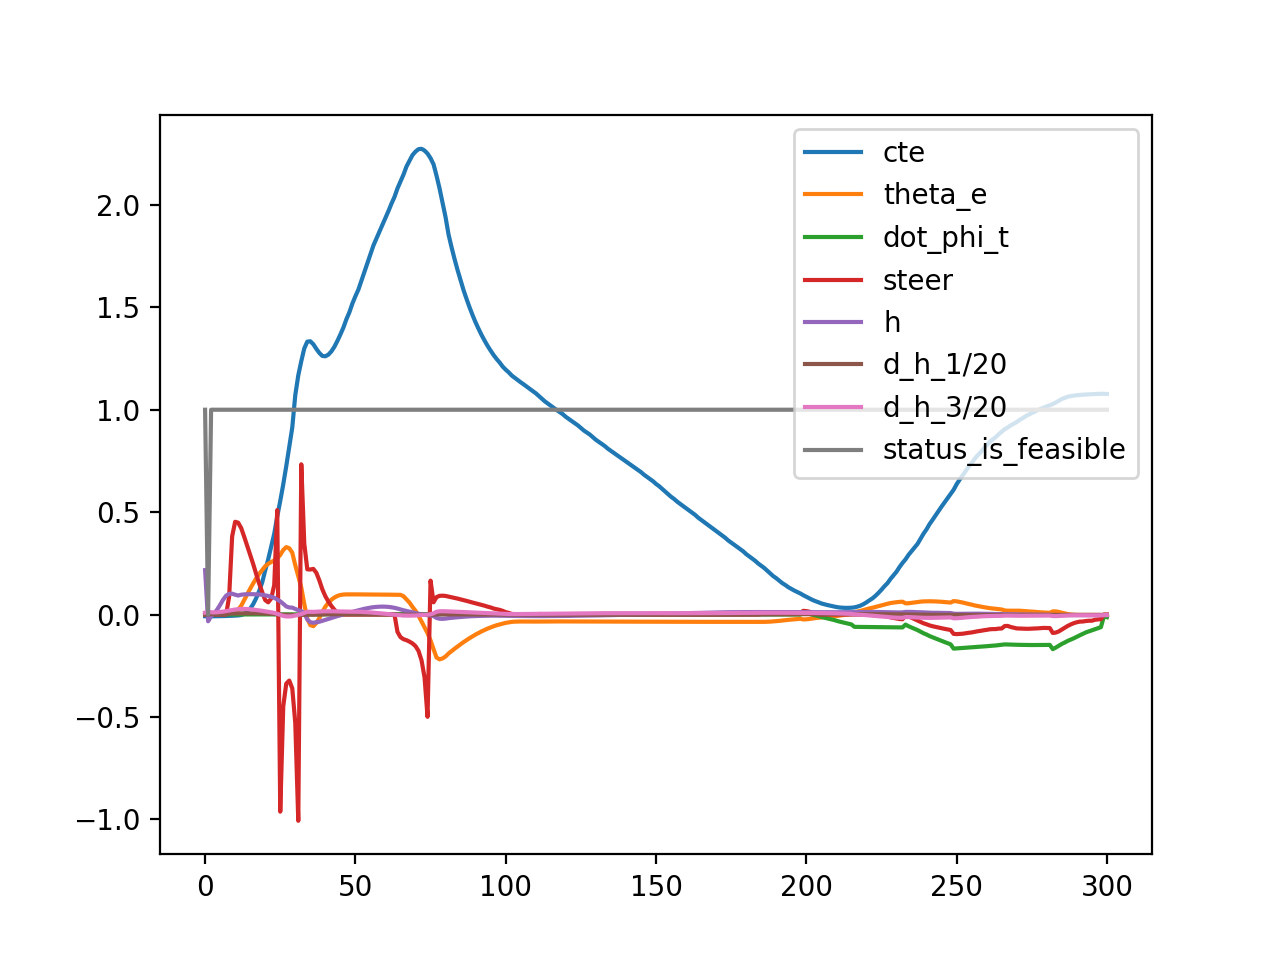 2.0
1.5
1.0
0.5
0.0
−0.5
−1.0
0 50 100 150 200 250 300
cte
theta_e
dot_phi_t
steer
h
d_h_1/20
d_h_3/20
status_is_feasible